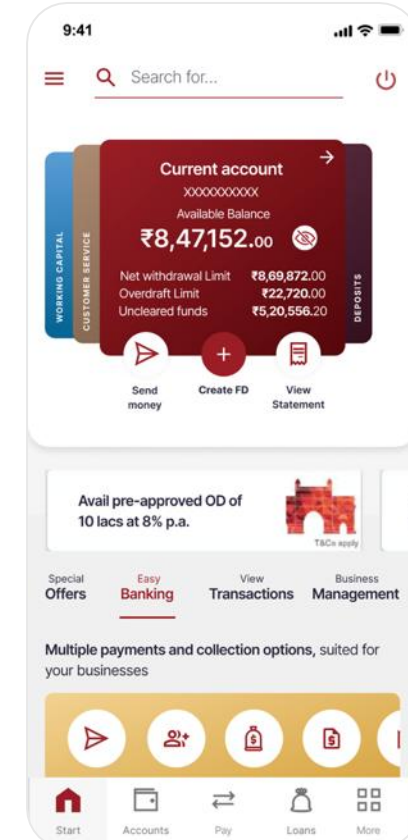 9:41
Search for...
WORKING CAPITAL
CUSTOMER SERVICE
Current account
XXXXXXXXXX
Available Balance
₹8,47,152.00
Net withdrawal Limit ₹8,69,872.00
Overdraft Limit ₹22,720.00
Uncleared funds ₹5,20,556.20
DEPOSITS
Send
money
Create FD
View
Statement
Avail pre-approved OD of
10 lacs at 8% p.a.
T&Co apply
Special
Offers
Easy
Banking
View
Transactions
Business
Management
Multiple payments and collection options, suited for
your businesses
Start
Accounts
Pay
Loans
More